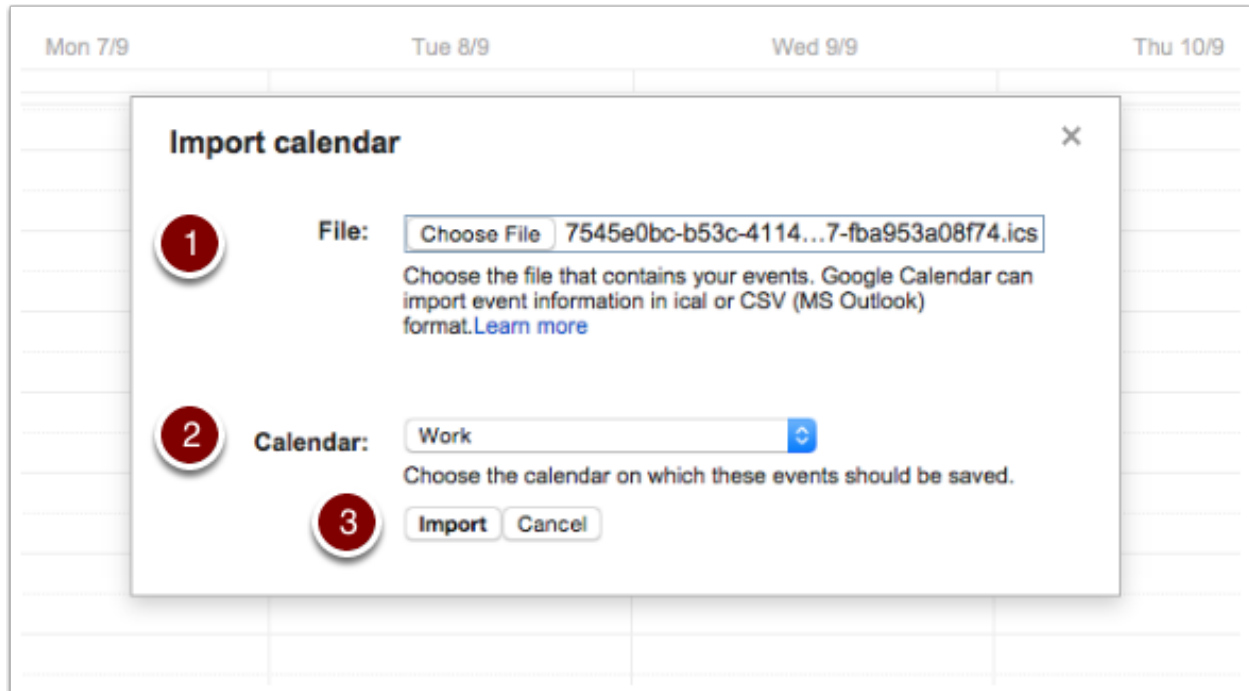 Mon 7/9 Tue 8/9 Wed 9/9 Thu 10/9
Import calendar ×
1 File: Choose File 7545e0bc-b53c-4114...7-fba953a08f74.ics
Choose the file that contains your events. Google Calendar can
import event information in ical or CSV (MS Outlook)
format.Learn more
2 Calendar: Work
Choose the calendar on which these events should be saved.
3 Import Cancel